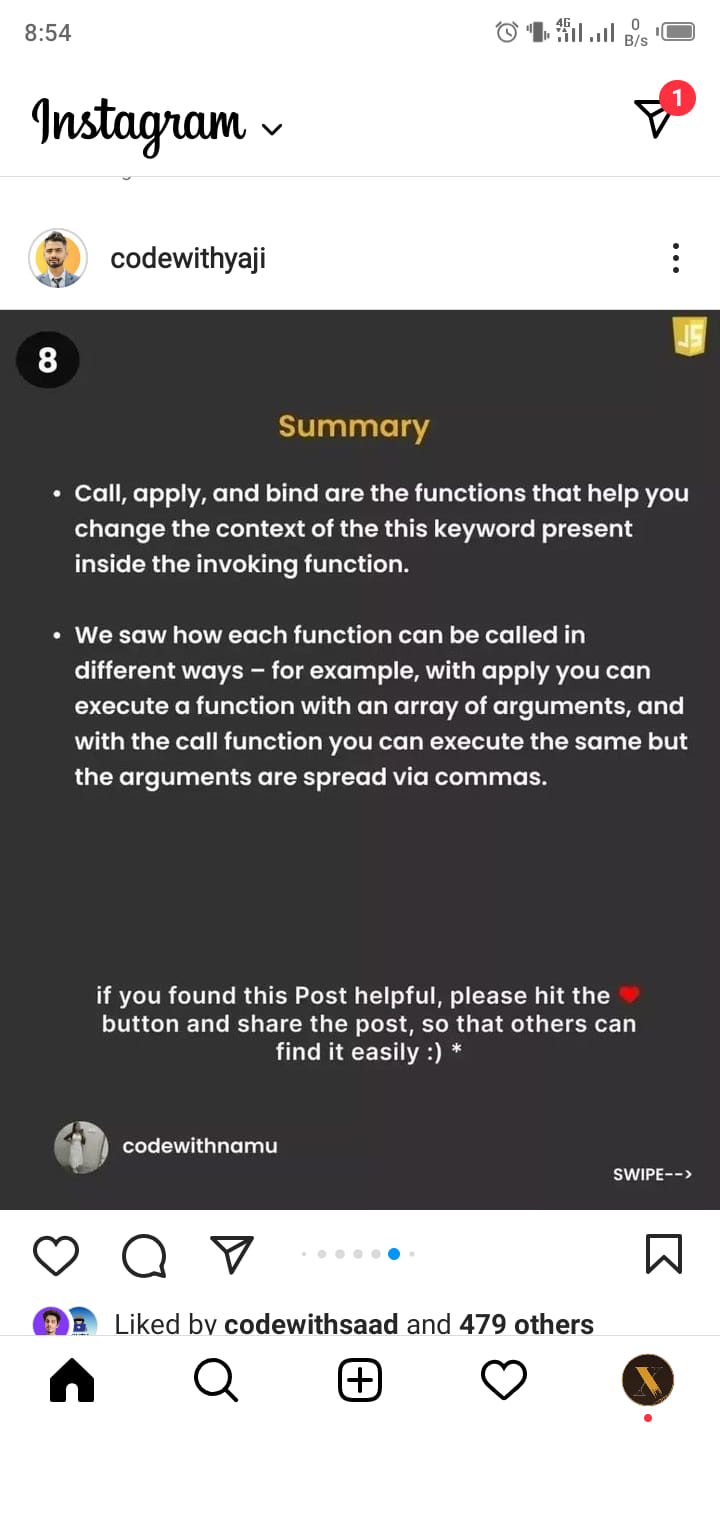 8:54
4G
0
B/s
Instagram
1
codewithyaji
JS
8
Summary
• Call, apply, and bind are the functions that help you
change the context of the this keyword present
inside the invoking function.
• We saw how each function can be called in
different ways – for example, with apply you can
execute a function with an array of arguments, and
with the call function you can execute the same but
the arguments are spread via commas.
if you found this Post helpful, please hit the ❤
button and share the post, so that others can
find it easily :) *
codewithnamu
SWIPE-->
Liked by codewithsaad and 479 others